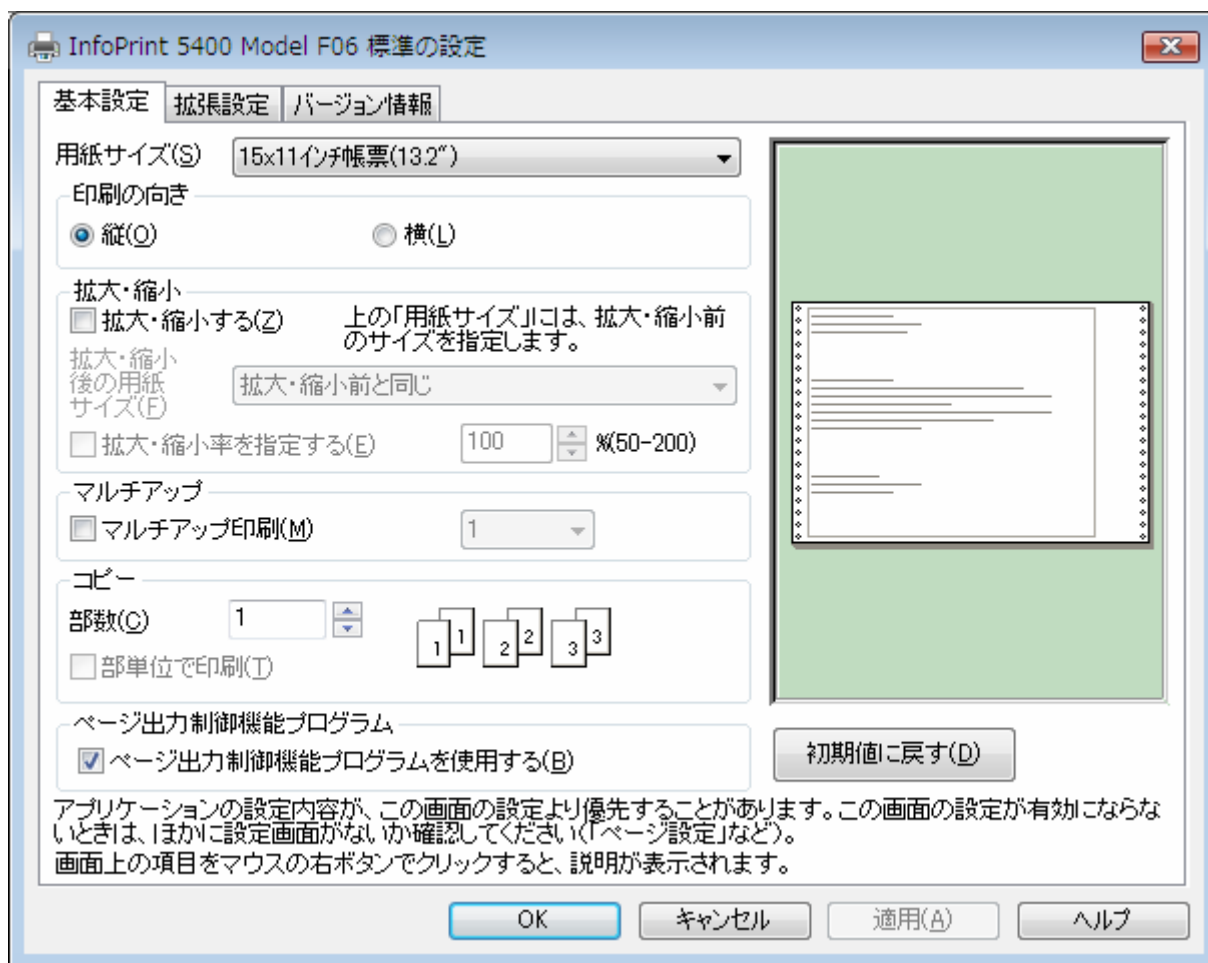 InfoPrint 5400 Model F06 標準の設定
基本設定 拡張設定 バージョン情報
用紙サイズ(S) 15x11インチ帳票(13.2")
印刷の向き
縦(O) 横(L)
拡大・縮小
拡大・縮小する(Z)
上の「用紙サイズ」には、拡大・縮小前
のサイズを指定します。
拡大・縮小
後の用紙
サイズ(F)
拡大・縮小前と同じ
拡大・縮小率を指定する(E) 100 %(50-200)
マルチアップ
マルチアップ印刷(M) 1
コピー
部数(C) 1
1 1 2 2 3 3
部単位で印刷(T)
ページ出力制御機能プログラム
ページ出力制御機能プログラムを使用する(B)
初期値に戻す(D)
アプリケーションの設定内容が、この画面の設定より優先することがあります。この画面の設定が有効にならな
いときは、ほかに設定画面がないか確認してください(「ページ設定」など)。
画面上の項目をマウスの右ボタンでクリックすると、説明が表示されます。
OK キャンセル 適用(A) ヘルプ